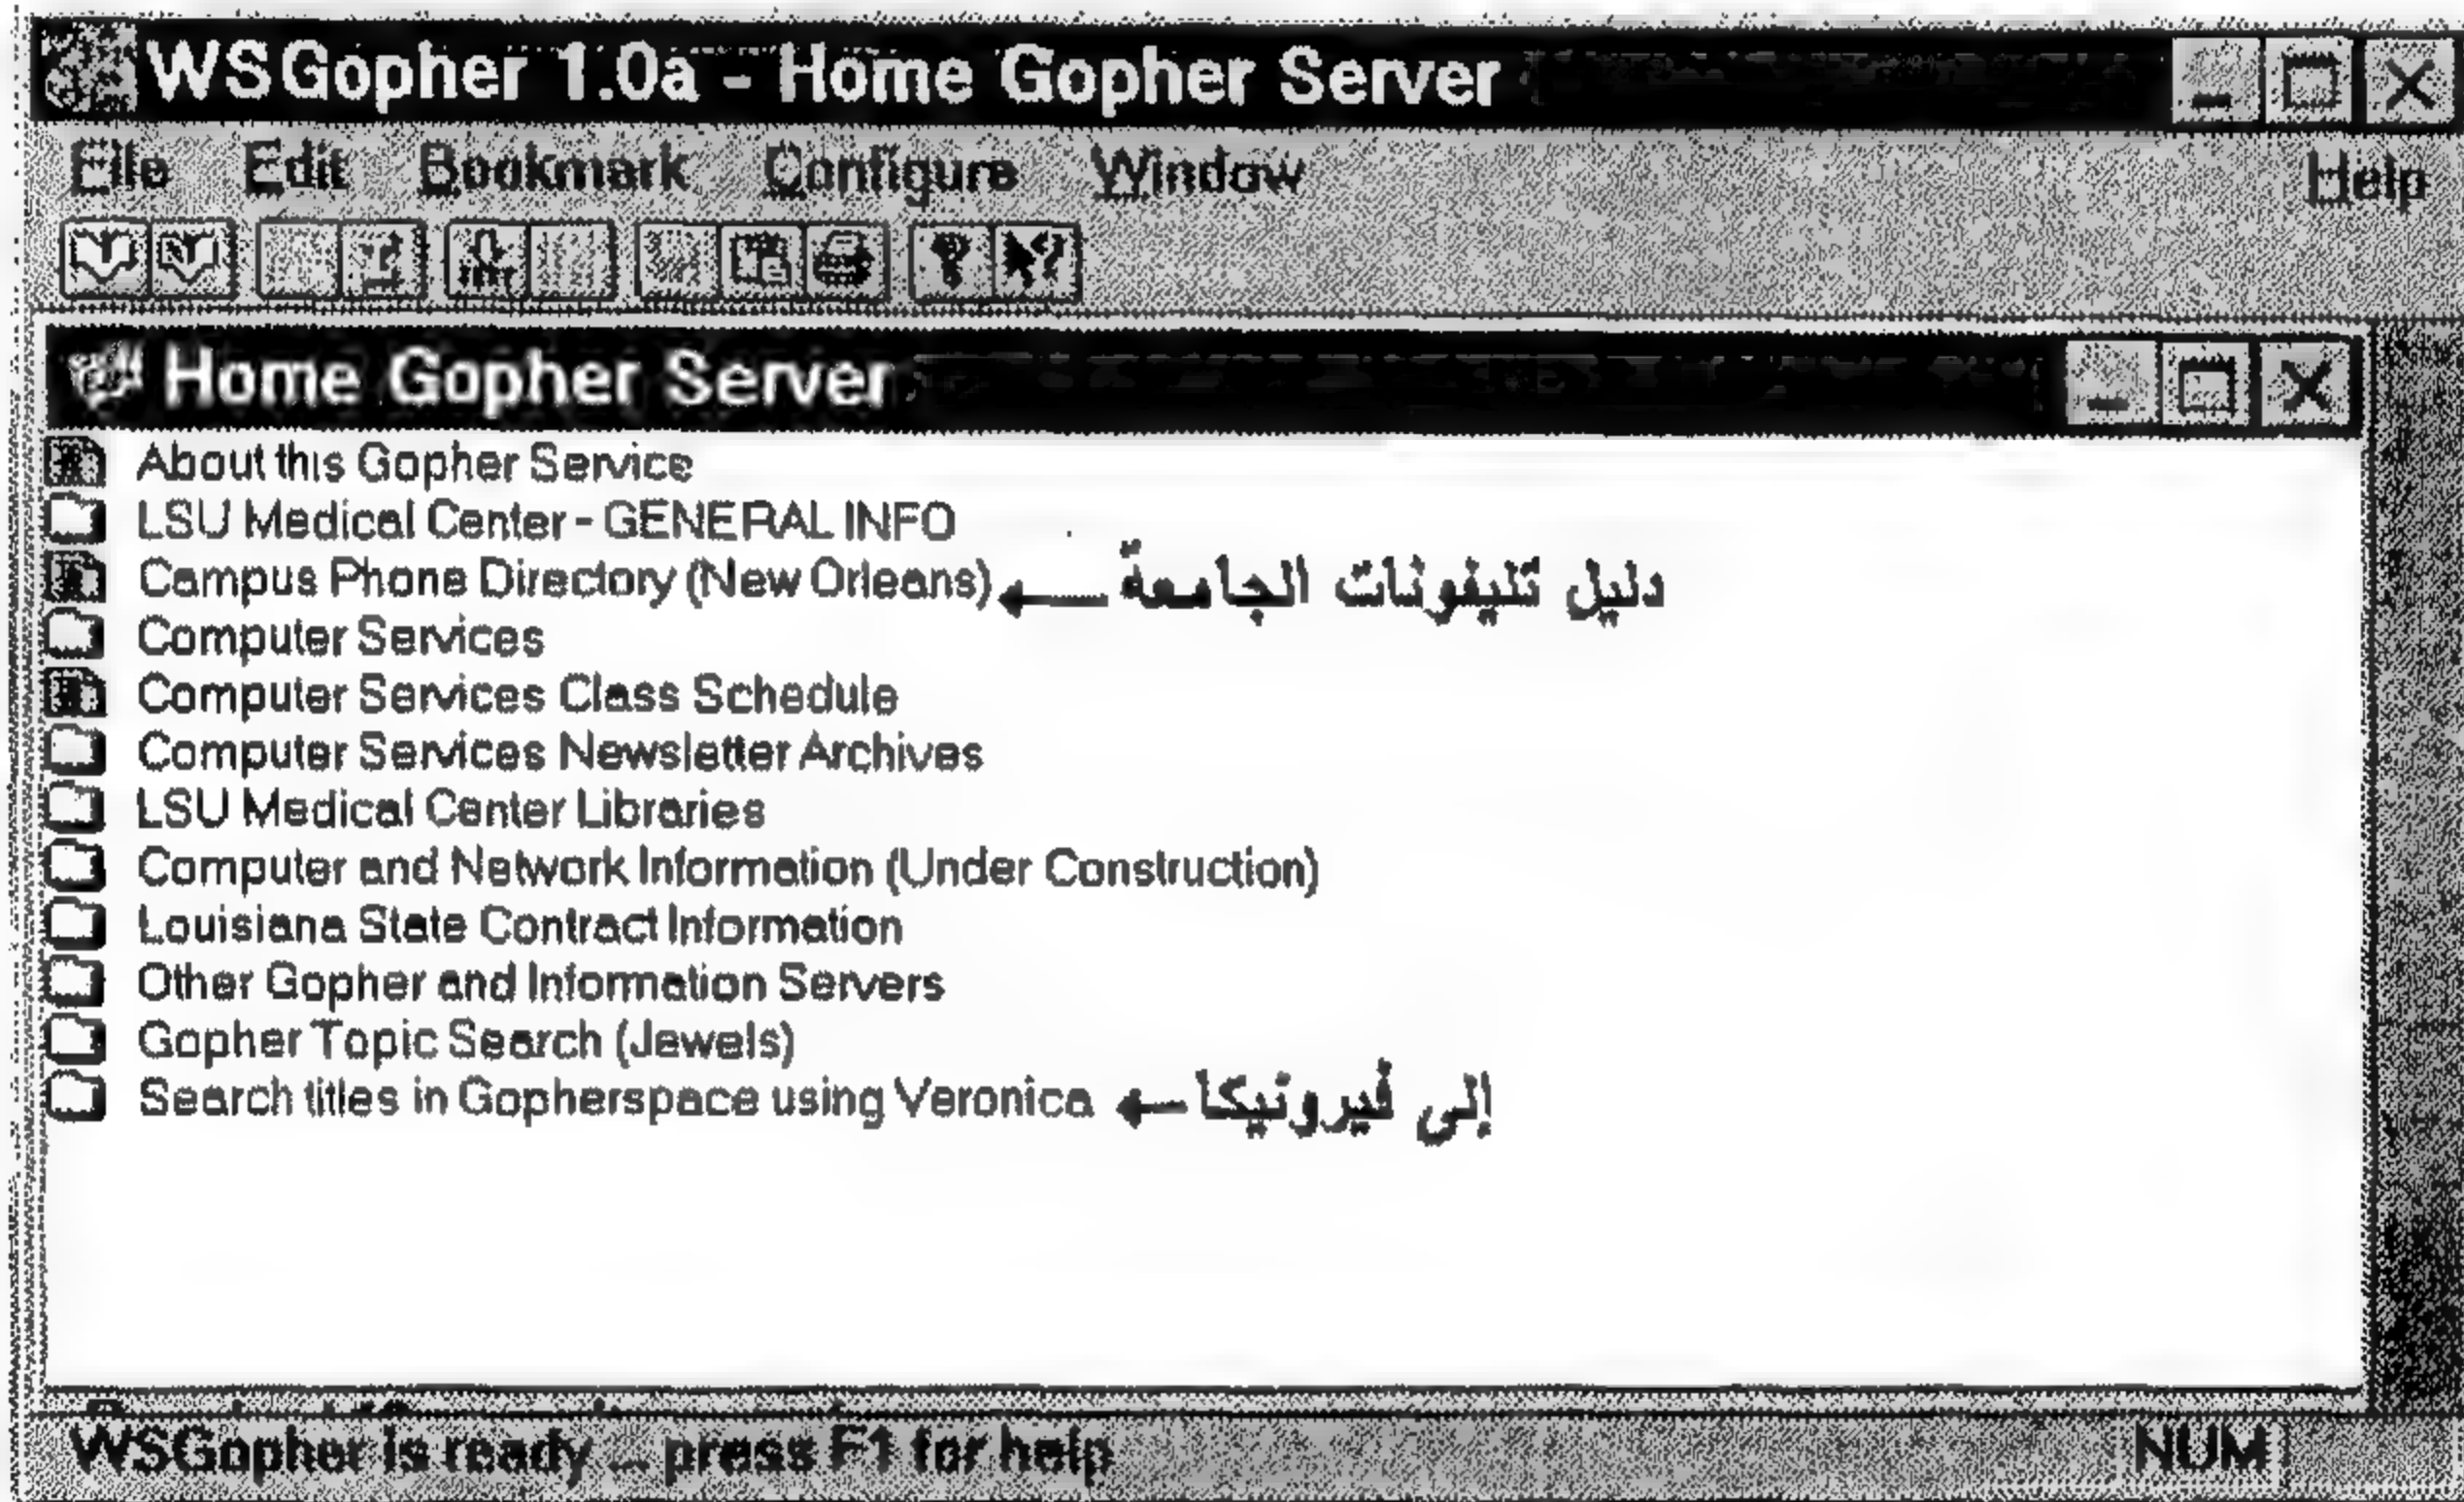 WSGopher 1.0a - Home Gopher Server
File Edit Bookmark Configure Window Help
Home Gopher Server
About this Gopher Service
LSU Medical Center - GENERAL INFO
Campus Phone Directory (New Orleans) دليل تليفونات الجامعة
Computer Services
Computer Services Class Schedule
Computer Services Newsletter Archives
LSU Medical Center Libraries
Computer and Network Information (Under Construction)
Louisiana State Contract Information
Other Gopher and Information Servers
Gopher Topic Search (Jewels)
Search titles in Gopherspace using Veronica إلى فيرونيكا
WSGopher is ready -- press F1 for help NUM